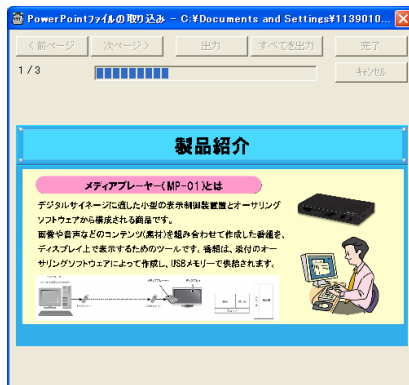 PowerPointファイルの取り込み - C:¥Documents and Settings¥1139010...
<前ページ 次ページ> 出力 すべてを出力 完了
1/3 キャンセル
製品紹介
メディアプレーヤー(MP-01)とは
デジタルサイネージに適した小型の表示制御装置とオーサリング
ソフトウェアから構成される商品です。
画像や音声などのコンテンツ(素材)を組み合わせて作成した番組を、
ディスプレイ上で表示するためのツールです。番組は、添付のオー
サリングソフトウェアによって作成し、USBメモリーで供給されます。